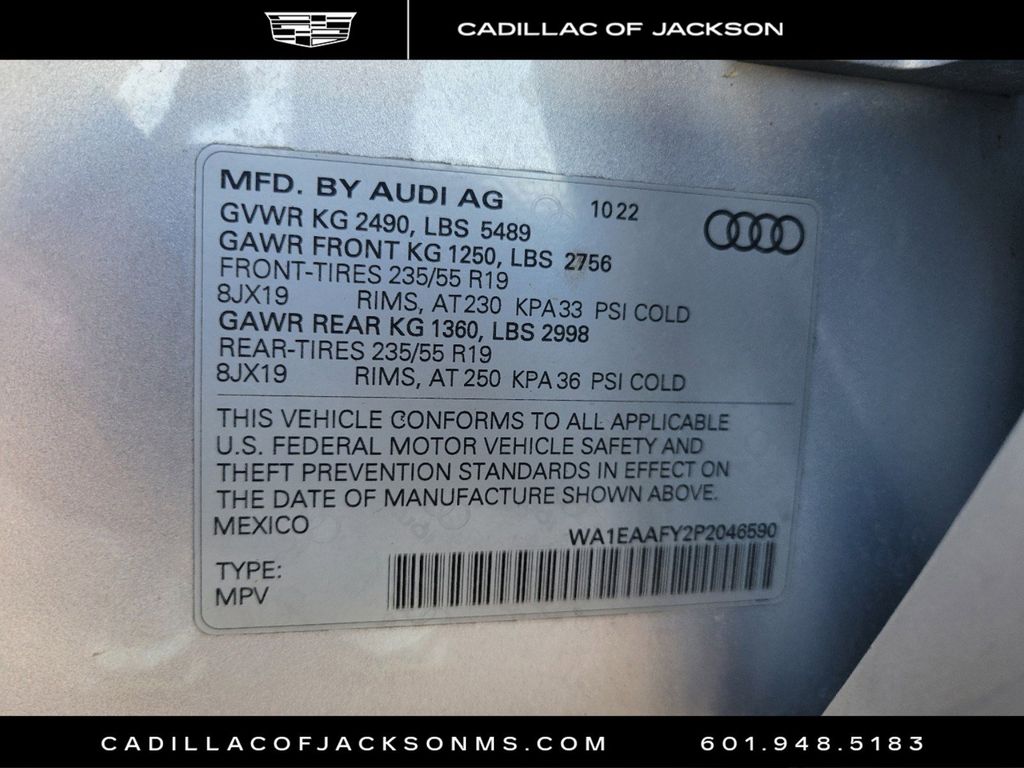 CADILLAC OF JACKSON
MFD. BY AUDI AG 1022
GVWR KG 2490, LBS 5489
GAWR FRONT KG 1250, LBS 2756
FRONT-TIRES 235/55 R19
8JX19 RIMS, AT 230 KPA 33 PSI COLD
GAWR REAR KG 1360, LBS 2998
REAR-TIRES 235/55 R19
8JX19 RIMS, AT 250 KPA 36 PSI COLD
THIS VEHICLE CONFORMS TO ALL APPLICABLE
U.S. FEDERAL MOTOR VEHICLE SAFETY AND
THEFT PREVENTION STANDARDS IN EFFECT ON
THE DATE OF MANUFACTURE SHOWN ABOVE.
MEXICO
WA1EAAFY2P2046590
TYPE:
MPV
CADILLACOFJACKSONMS.COM 601.948.5183